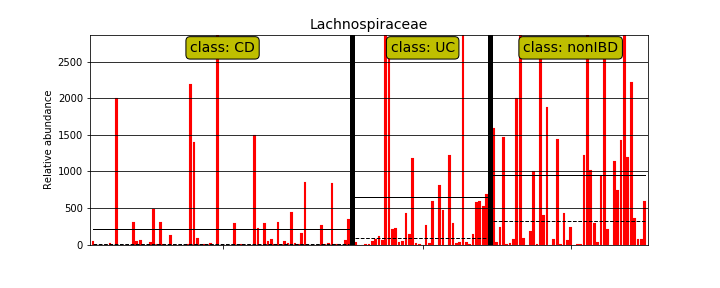 Lachnospiraceae
class: CD
class: UC
class: nonIBD
2500
2000
1500
1000
500
0
Relative abundance